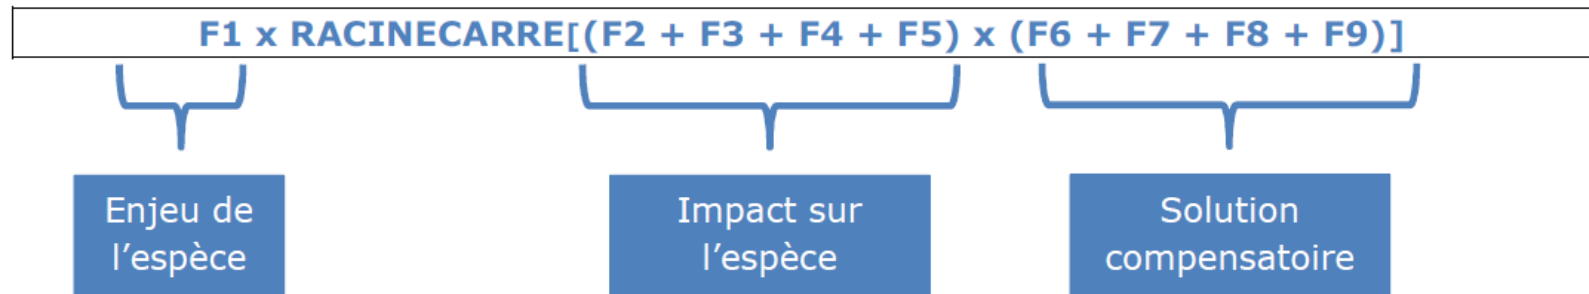 F1 x RACINECARRE[(F2 + F3 + F4 + F5) x (F6 + F7 + F8 + F9)]
Enjeu de
l'espèce
Impact sur
l'espèce
Solution
compensatoire